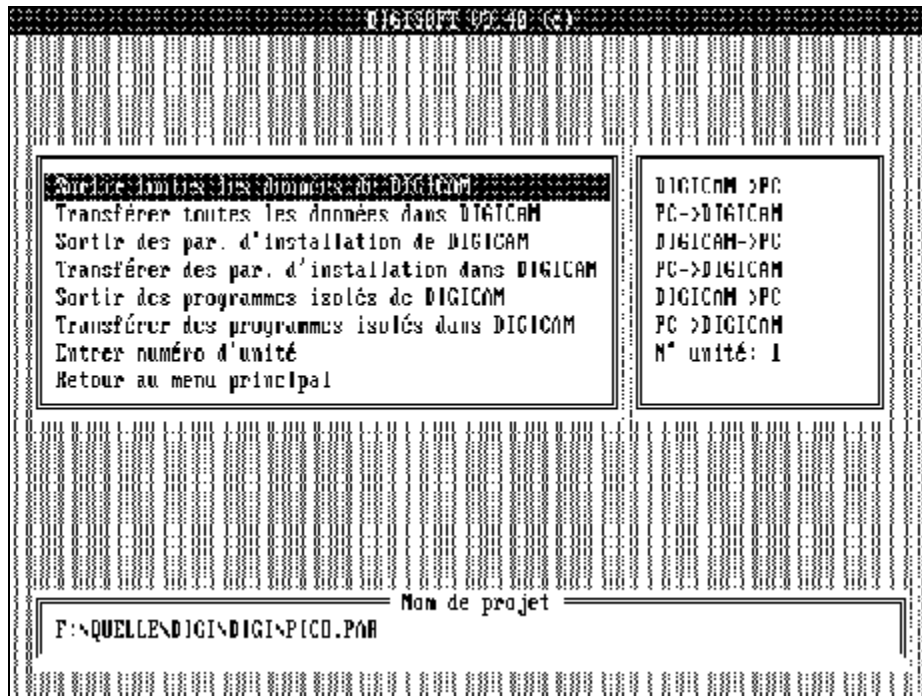 DIGISOFT V3.40 (c)
Sortir toutes les données de DIGICAM
DIGICAM->PC
Transférer toutes les données dans DIGICAM
PC->DIGICAM
Sortir des par. d'installation de DIGICAM
DIGICAM->PC
Transférer des par. d'installation dans DIGICAM
PC->DIGICAM
Sortir des programmes isolés de DIGICAM
DIGICAM->PC
Transférer des programmes isolés dans DIGICAM
PC->DIGICAM
Entrer numéro d'unité
N° unité: 1
Retour au menu principal
Nom de projet
F:\QUELLE\DIGI\DIGI\PICO.PAR